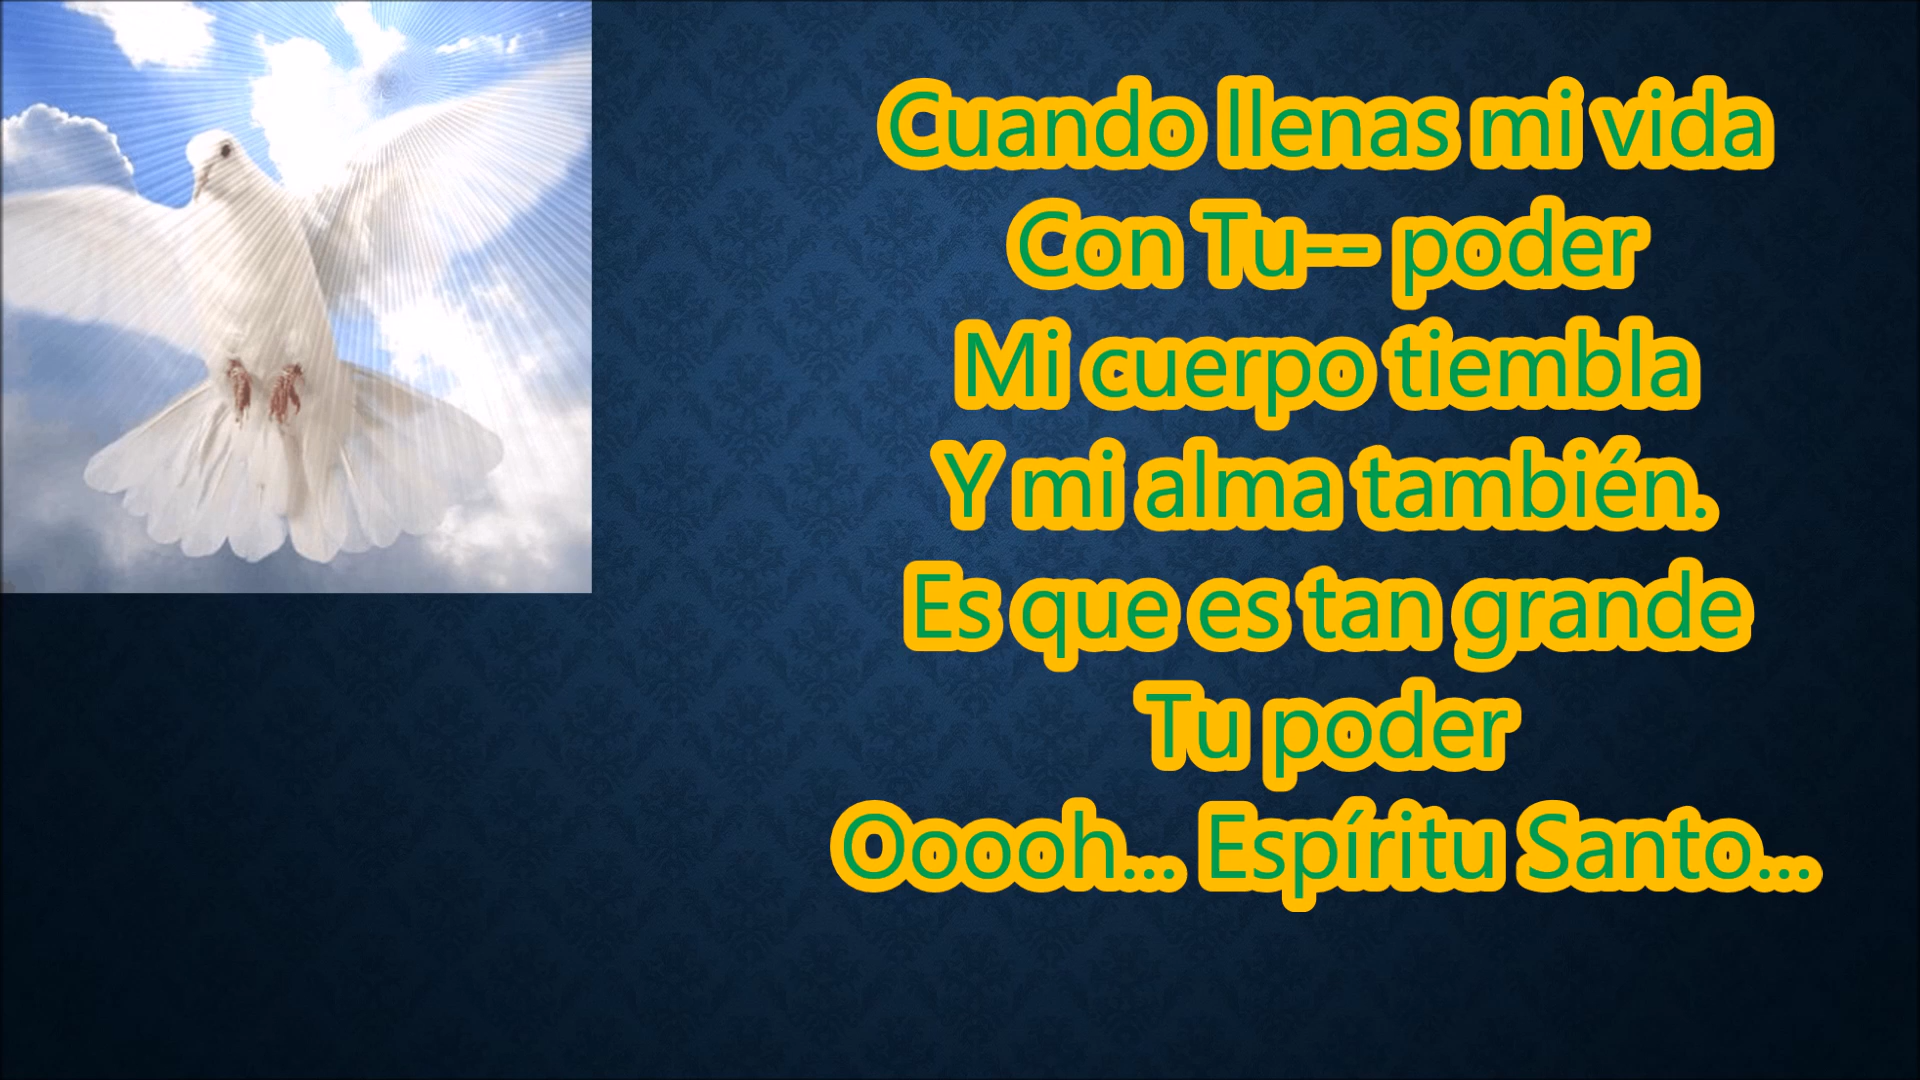 Cuando llenas mi vida
Con Tu-- poder
Mi cuerpo tiembla
Y mi alma también.
Es que es tan grande
Tu poder
Ooooh... Espíritu Santo...